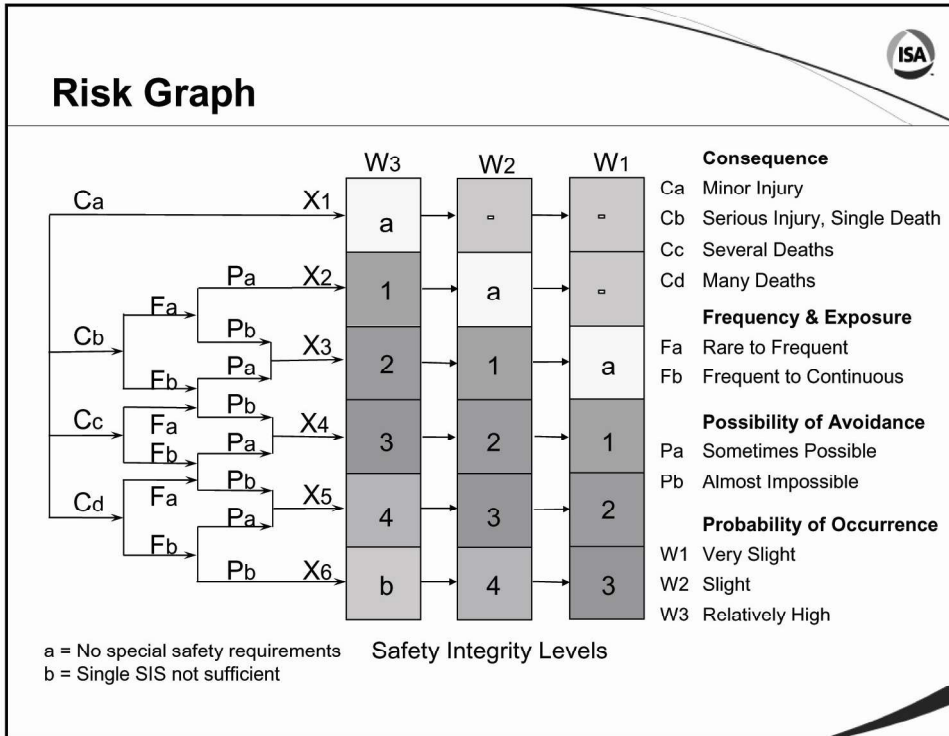 ISA
Risk Graph
W3 W2 W1
Ca X1 a - -
Pa X2 1 a -
Fa
Pb
Cb X3 2 1 a
Pa
Fb
Pb
Cc X4 3 2 1
Fa
Fb Pa
Fa Pb
Cd X5 4 3 2
Pa
Fb
Pb X6 b 4 3
Consequence
Ca Minor Injury
Cb Serious Injury, Single Death
Cc Several Deaths
Cd Many Deaths
Frequency & Exposure
Fa Rare to Frequent
Fb Frequent to Continuous
Possibility of Avoidance
Pa Sometimes Possible
Pb Almost Impossible
Probability of Occurrence
W1 Very Slight
W2 Slight
W3 Relatively High
a = No special safety requirements
b = Single SIS not sufficient
Safety Integrity Levels